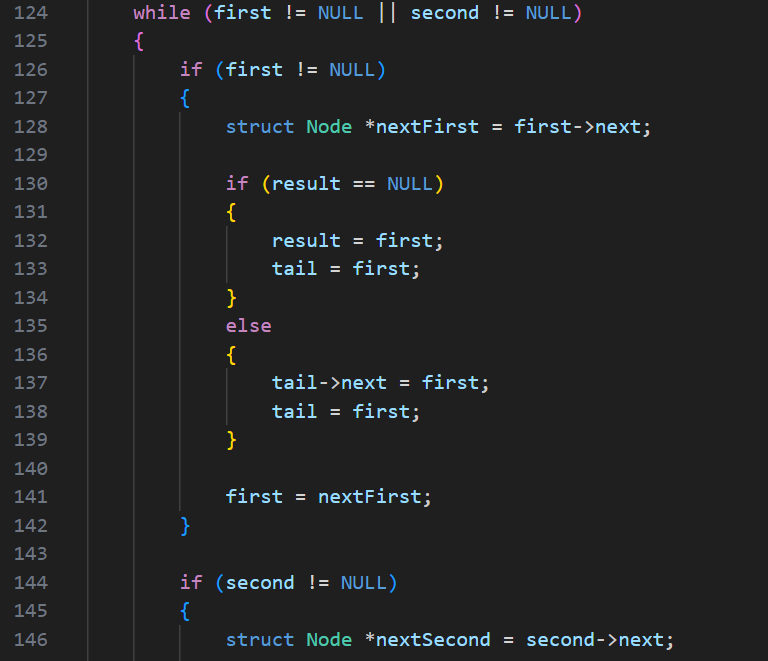 124 while (first != NULL || second != NULL)
125 {
126 if (first != NULL)
127 {
128 struct Node *nextFirst = first->next;
129
130 if (result == NULL)
131 {
132 result = first;
133 tail = first;
134 }
135 else
136 {
137 tail->next = first;
138 tail = first;
139 }
140
141 first = nextFirst;
142 }
143
144 if (second != NULL)
145 {
146 struct Node *nextSecond = second->next;